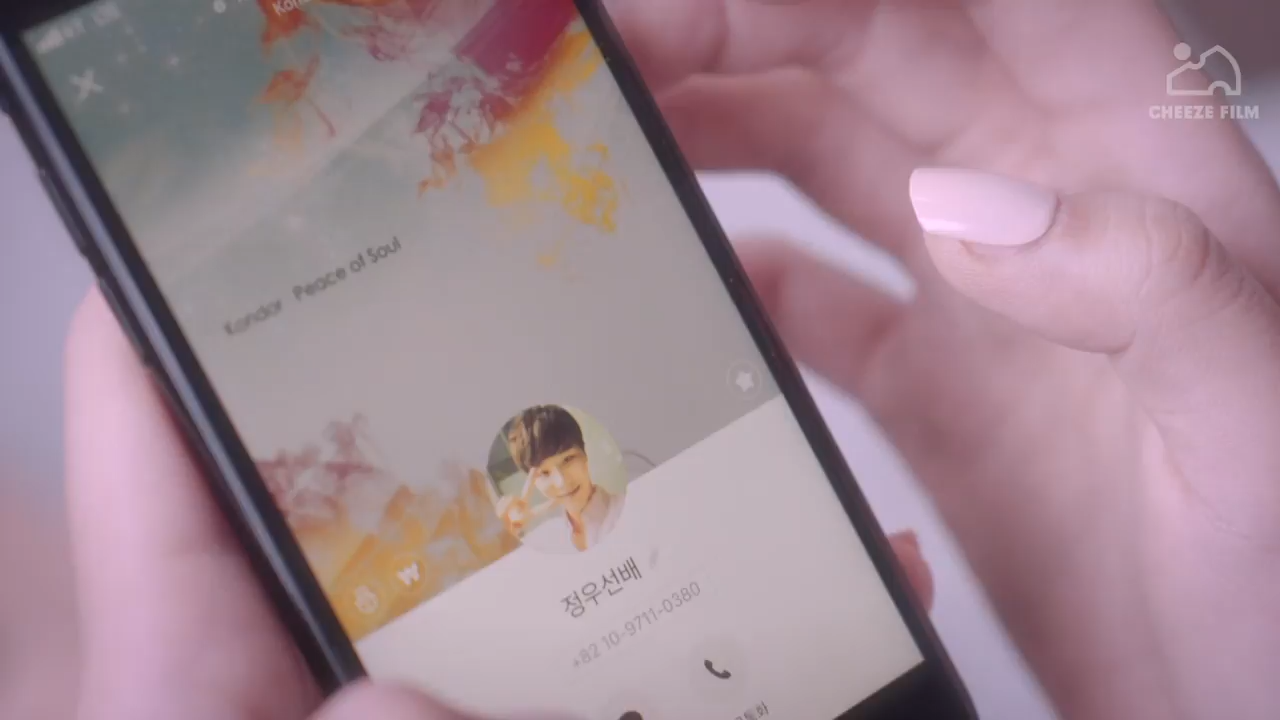 CHEEZE FILM
Kondor Peace of Soul
정우선배
+82 10-9711-0380